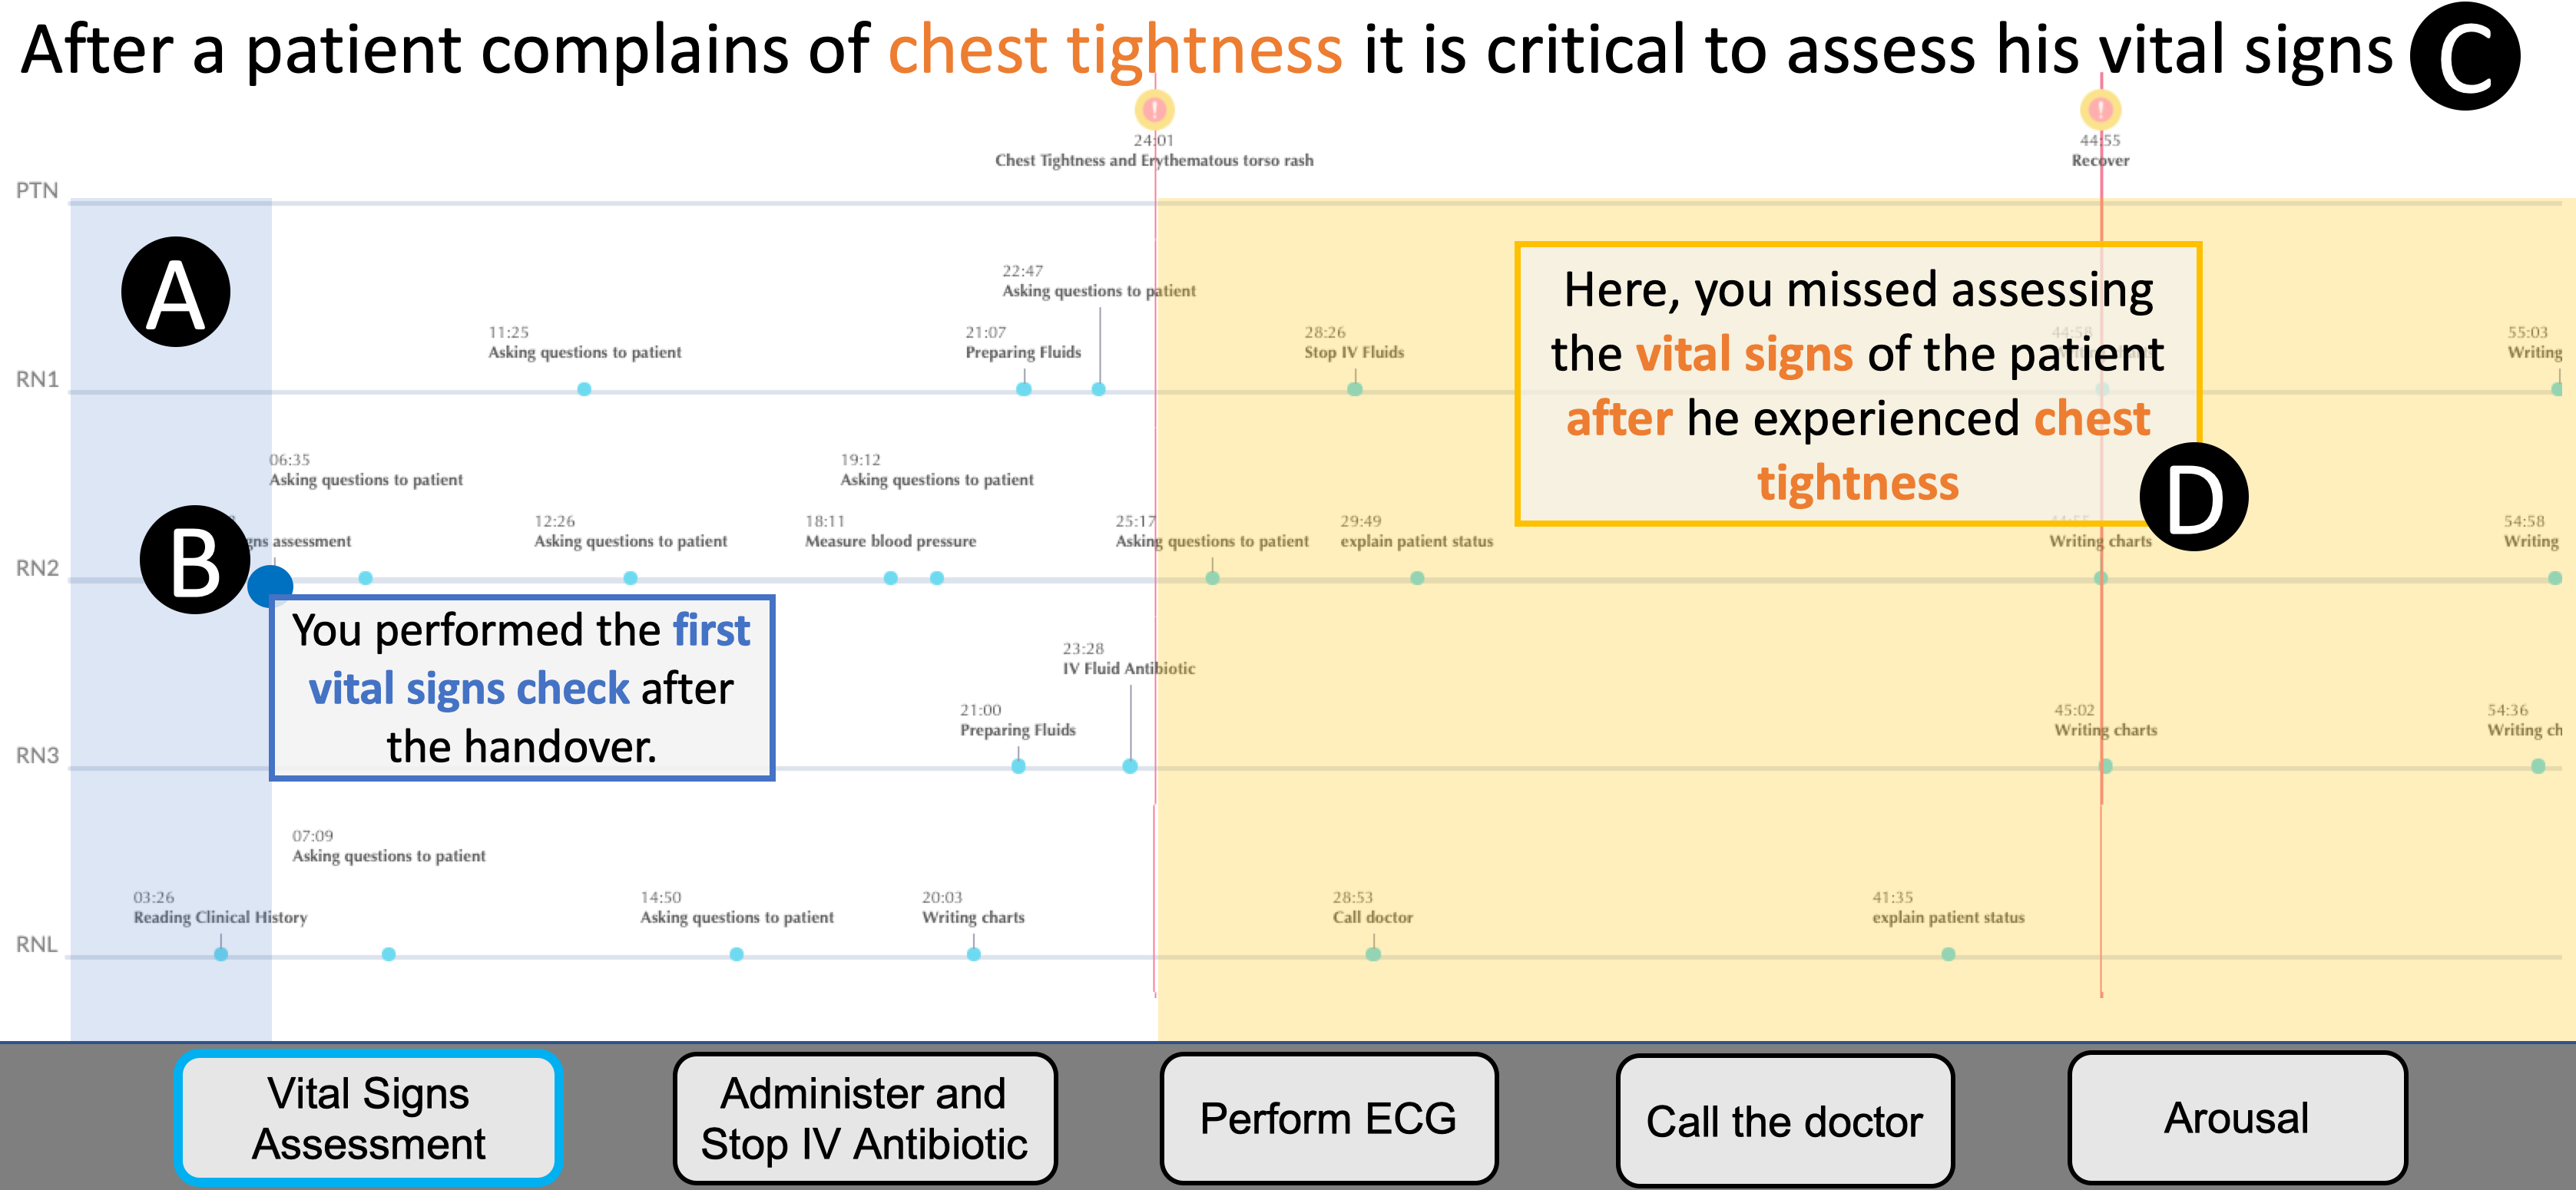 After a patient complains of chest tightness it is critical to assess his vital signs
C
24:01
Chest Tightness and Erythematous torso rash
44:55
Recover
PTN
A
22:47
Asking questions to patient
11:25
Asking questions to patient
21:07
Preparing Fluids
28:26
Stop IV Fluids
55:03
Writing
RN1
Here, you missed assessing
the vital signs of the patient
after he experienced chest
tightness
D
06:35
Asking questions to patient
19:12
Asking questions to patient
B
assessment
12:26
Asking questions to patient
18:11
Measure blood pressure
25:17
Asking questions to patient
29:49
explain patient status
44:55
Writing charts
54:58
Writing
RN2
You performed the first
vital signs check after
the handover.
23:28
IV Fluid Antibiotic
21:00
Preparing Fluids
45:02
Writing charts
54:36
Writing ch
RN3
07:09
Asking questions to patient
03:26
Reading Clinical History
14:50
Asking questions to patient
20:03
Writing charts
28:53
Call doctor
41:35
explain patient status
RNL
Vital Signs
Assessment
Administer and
Stop IV Antibiotic
Perform ECG
Call the doctor
Arousal